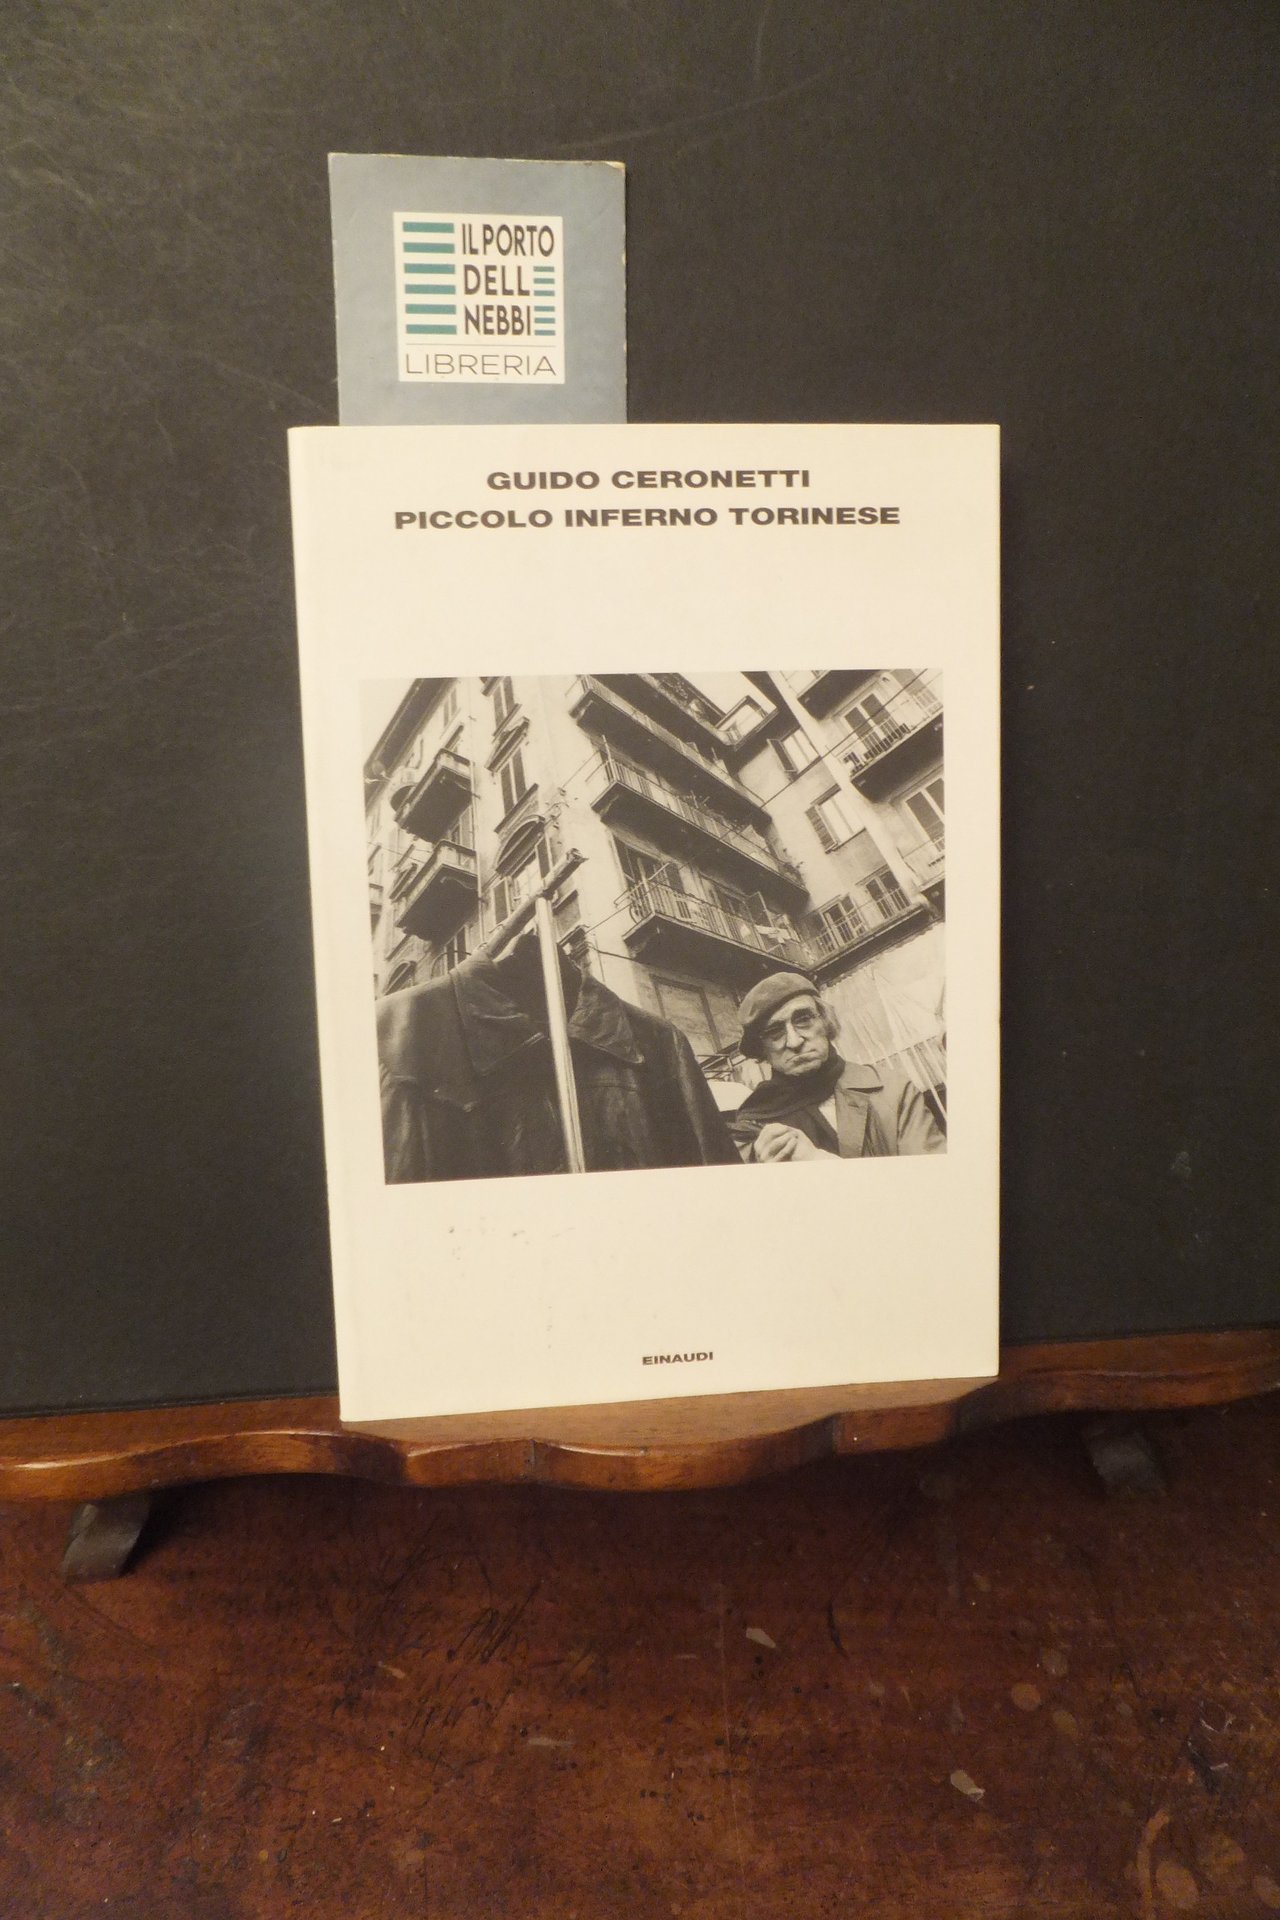 IL PORTO
DELLE
NEBBIE
LIBRERIA
GUIDO CERONETTI
PICCOLO INFERNO TORINESE
EINAUDI